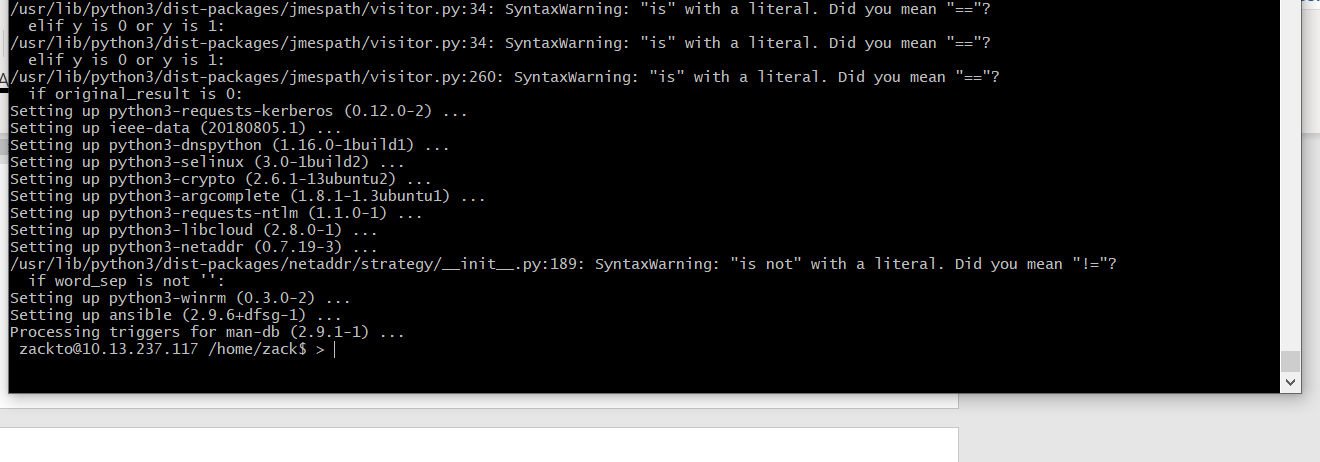 /usr/lib/python3/dist-packages/jmespath/visitor.py:34: SyntaxWarning: "is" with a literal. Did you mean "=="?
  elif y is 0 or y is 1:
/usr/lib/python3/dist-packages/jmespath/visitor.py:34: SyntaxWarning: "is" with a literal. Did you mean "=="?
  elif y is 0 or y is 1:
/usr/lib/python3/dist-packages/jmespath/visitor.py:260: SyntaxWarning: "is" with a literal. Did you mean "=="?
  if original_result is 0:
Setting up python3-requests-kerberos (0.12.0-2) ...
Setting up ieee-data (20180805.1) ...
Setting up python3-dnspython (1.16.0-1build1) ...
Setting up python3-selinux (3.0-1build2) ...
Setting up python3-crypto (2.6.1-13ubuntu2) ...
Setting up python3-argcomplete (1.8.1-1.3ubuntu1) ...
Setting up python3-requests-ntlm (1.1.0-1) ...
Setting up python3-libcloud (2.8.0-1) ...
Setting up python3-netaddr (0.7.19-3) ...
/usr/lib/python3/dist-packages/netaddr/strategy/__init__.py:189: SyntaxWarning: "is not" with a literal. Did you mean "!="?
  if word_sep is not '':
Setting up python3-winrm (0.3.0-2) ...
Setting up ansible (2.9.6+dfsg-1) ...
Processing triggers for man-db (2.9.1-1) ...
 zackto@10.13.237.117 /home/zack$ >